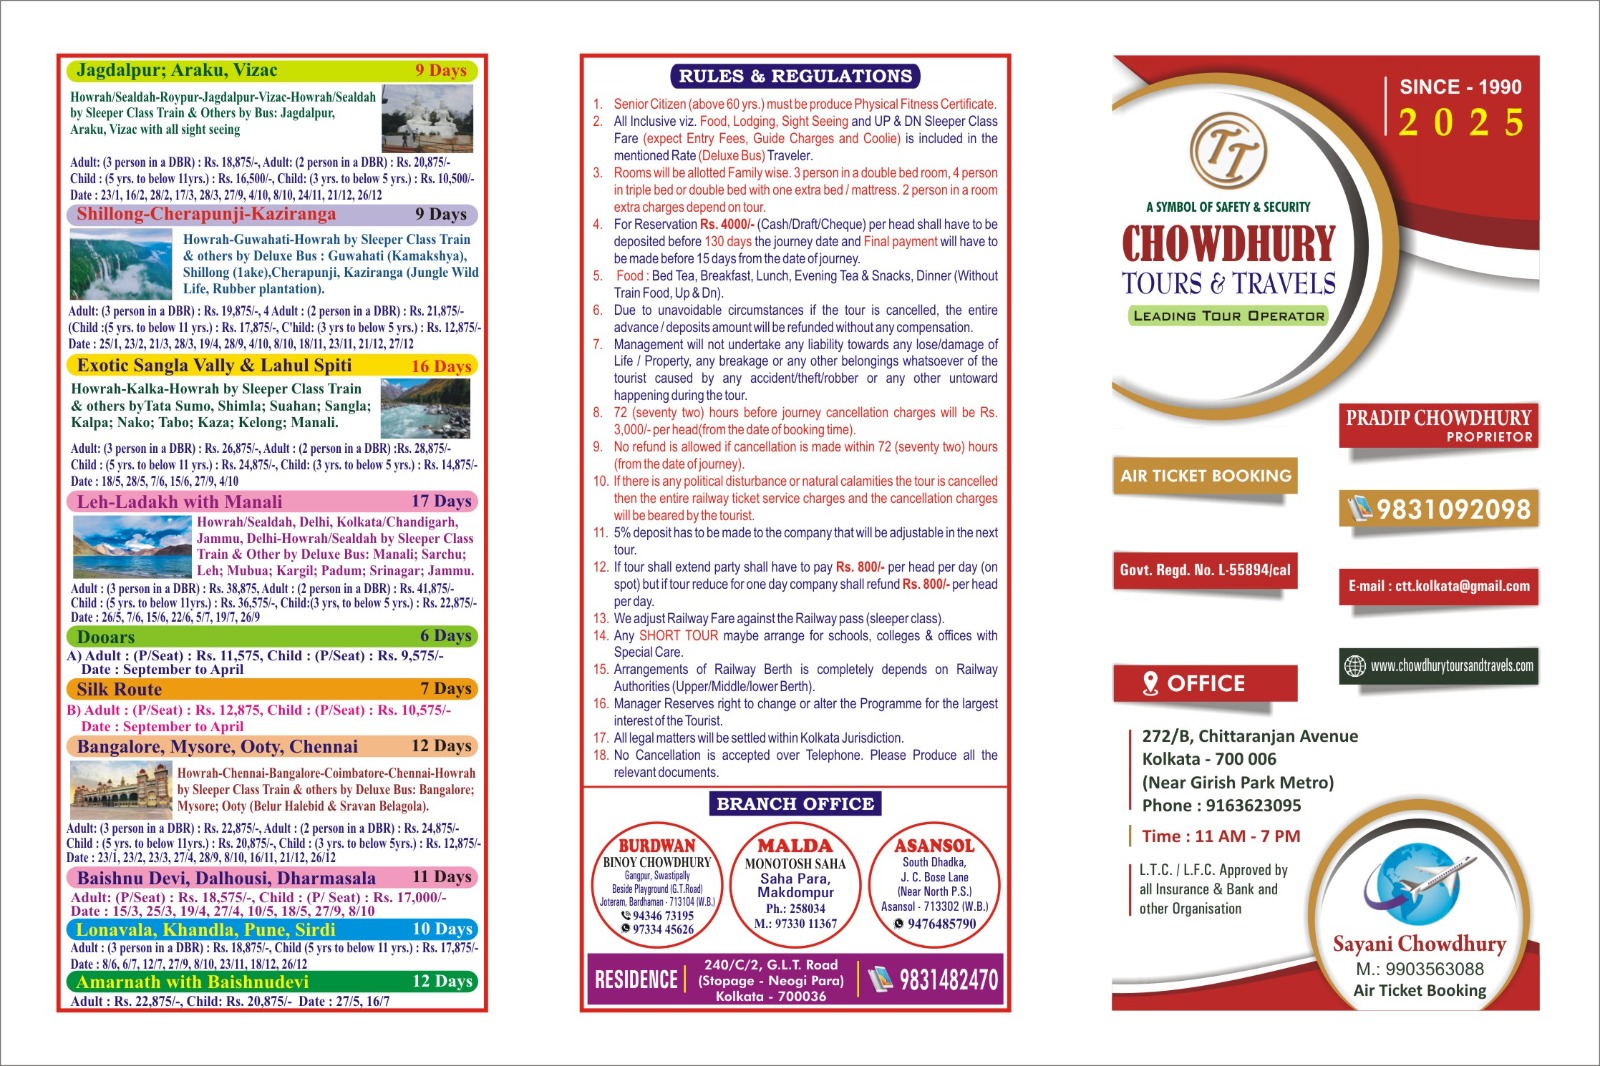 Jagdalpur; Araku, Vizac 9 Days
Howrah/Sealdah-Roypur-Jagdalpur-Vizac-Howrah/Sealdah
by Sleeper Class Train & Others by Bus: Jagdalpur,
Araku, Vizac with all sight seeing
Adult: (3 person in a DBR) : Rs. 18,875/-, Adult: (2 person in a DBR) : Rs. 20,875/-
Child : (5 yrs. to below 11yrs.) : Rs. 16,500/-, Child: (3 yrs. to below 5 yrs.) : Rs. 10,500/-
Date : 23/1, 16/2, 28/2, 17/3, 28/3, 27/9, 4/10, 8/10, 24/11, 21/12, 26/12
Shillong-Cherapunji-Kaziranga 9 Days
Howrah-Guwahati-Howrah by Sleeper Class Train
& others by Deluxe Bus : Guwahati (Kamakshya),
Shillong (1ake),Cherapunji, Kaziranga (Jungle Wild
Life, Rubber plantation).
Adult: (3 person in a DBR) : Rs. 19,875/-, 4 Adult : (2 person in a DBR) : Rs. 21,875/-
(Child :(5 yrs. to below 11 yrs.) : Rs. 17,875/-, C'hild: (3 yrs to below 5 yrs.) : Rs. 12,875/-
Date : 25/1, 23/2, 21/3, 28/3, 19/4, 28/9, 4/10, 8/10, 18/11, 23/11, 21/12, 27/12
Exotic Sangla Vally & Lahul Spiti 16 Days
Howrah-Kalka-Howrah by Sleeper Class Train
& others byTata Sumo, Shimla; Suahan; Sangla;
Kalpa; Nako; Tabo; Kaza; Kelong; Manali.
Adult: (3 person in a DBR) : Rs. 26,875/-, Adult : (2 person in a DBR) :Rs. 28,875/-
Child : (5 yrs. to below 11 yrs.) : Rs. 24,875/-, Child: (3 yrs. to below 5 yrs.) : Rs. 14,875/-
Date : 18/5, 28/5, 7/6, 15/6, 27/9, 4/10
Leh-Ladakh with Manali 17 Days
Howrah/Sealdah, Delhi, Kolkata/Chandigarh,
Jammu, Delhi-Howrah/Sealdah by Sleeper Class
Train & Other by Deluxe Bus: Manali; Sarchu;
Leh; Mubua; Kargil; Padum; Srinagar; Jammu.
Adult : (3 person in a DBR) : Rs. 38,875, Adult : (2 person in a DBR) : Rs. 41,875/-
Child : (5 yrs. to below 11yrs.) : Rs. 36,575/-, Child:(3 yrs, to below 5 yrs.) : Rs. 22,875/-
Date : 26/5, 7/6, 15/6, 22/6, 5/7, 19/7, 26/9
Dooars 6 Days
A) Adult : (P/Seat) : Rs. 11,575, Child : (P/Seat) : Rs. 9,575/-
Date : September to April
Silk Route 7 Days
B) Adult : (P/Seat) : Rs. 12,875, Child : (P/Seat) : Rs. 10,575/-
Date : September to April
Bangalore, Mysore, Ooty, Chennai 12 Days
Howrah-Chennai-Bangalore-Coimbatore-Chennai-Howrah
by Sleeper Class Train & others by Deluxe Bus: Bangalore;
Mysore; Ooty (Belur Halebid & Sravan Belagola).
Adult: (3 person in a DBR) : Rs. 22,875/-, Adult : (2 person in a DBR) : Rs. 24,875/-
Child : (5 yrs. to below 11yrs.) : Rs. 20,875/-, Child : (3 yrs. to below 5yrs.) : Rs. 12,875/-
Date : 23/1, 23/2, 23/3, 27/4, 28/9, 8/10, 16/11, 21/12, 26/12
Baishnu Devi, Dalhousi, Dharmasala 11 Days
Adult: (P/Seat) : Rs. 18,575/-, Child : (P/ Seat) : Rs. 17,000/-
Date : 15/3, 25/3, 19/4, 27/4, 10/5, 18/5, 27/9, 8/10
Lonavala, Khandla, Pune, Sirdi 10 Days
Adult : (3 person in a DBR) : Rs. 18,875/-, Child (5 yrs to below 11 yrs.) : Rs. 17,875/-
Date : 8/6, 6/7, 12/7, 27/9, 8/10, 23/11, 18/12, 26/12
Amarnath with Baishnudevi 12 Days
Adult : Rs. 22,875/-, Child: Rs. 20,875/- Date : 27/5, 16/7
RULES & REGULATIONS
1. Senior Citizen (above 60 yrs.) must be produce Physical Fitness Certificate.
2. All Inclusive viz. Food, Lodging, Sight Seeing and UP & DN Sleeper Class
Fare (expect Entry Fees, Guide Charges and Coolie) is included in the
mentioned Rate (Deluxe Bus) Traveler.
3. Rooms will be allotted Family wise. 3 person in a double bed room, 4 person
in triple bed or double bed with one extra bed / mattress. 2 person in a room
extra charges depend on tour.
4. For Reservation Rs. 4000/- (Cash/Draft/Cheque) per head shall have to be
deposited before 130 days the journey date and Final payment will have to
be made before 15 days from the date of journey.
5. Food : Bed Tea, Breakfast, Lunch, Evening Tea & Snacks, Dinner (Without
Train Food, Up & Dn).
6. Due to unavoidable circumstances if the tour is cancelled, the entire
advance / deposits amount will be refunded without any compensation.
7. Management will not undertake any liability towards any lose/damage of
Life / Property, any breakage or any other belongings whatsoever of the
tourist caused by any accident/theft/robber or any other untoward
happening during the tour.
8. 72 (seventy two) hours before journey cancellation charges will be Rs.
3,000/- per head(from the date of booking time).
9. No refund is allowed if cancellation is made within 72 (seventy two) hours
(from the date of journey).
10. If there is any political disturbance or natural calamities the tour is cancelled
then the entire railway ticket service charges and the cancallation charges
will be beared by the tourist.
11. 5% deposit has to be made to the company that will be adjustable in the next
tour.
12. If tour shall extend party shall have to pay Rs. 800/- per head per day (on
spot) but if tour reduce for one day company shall refund Rs. 800/- per head
per day.
13. We adjust Railway Fare against the Railway pass (sleeper class).
14. Any SHORT TOUR maybe arrange for schools, colleges & offices with
Special Care.
15. Arrangements of Railway Berth is completely depends on Railway
Authorities (Upper/Middle/lower Berth).
16. Manager Reserves right to change or alter the Programme for the largest
interest of the Tourist.
17. All legal matters will be settled within Kolkata Jurisdiction.
18. No Cancellation is accepted over Telephone. Please Produce all the
relevant documents.
BRANCH OFFICE
BURDWAN
BINOY CHOWDHURY
Gangpur, Swastipally
Beside Playground (G.T.Road)
Joteram, Bardhaman - 713104 (W.B.)
94346 73195
97334 45626
MALDA
MONOTOSH SAHA
Saha Para,
Makdompur
Ph.: 258034
M.: 97330 11367
ASANSOL
South Dhadka,
J. C. Bose Lane
(Near North P.S.)
Asansol - 713302 (W.B.)
9476485790
RESIDENCE
240/C/2, G.L.T. Road
(Stopage - Neogi Para)
Kolkata - 700036
9831482470
SINCE - 1990
2025
TT
A SYMBOL OF SAFETY & SECURITY
CHOWDHURY
TOURS & TRAVELS
LEADING TOUR OPERATOR
PRADIP CHOWDHURY
PROPRIETOR
AIR TICKET BOOKING
9831092098
Govt. Regd. No. L-55894/cal
E-mail : ctt.kolkata@gmail.com
www.chowdhurytoursandtravels.com
OFFICE
272/B, Chittaranjan Avenue
Kolkata - 700 006
(Near Girish Park Metro)
Phone : 9163623095
Time : 11 AM - 7 PM
L.T.C. / L.F.C. Approved by
all Insurance & Bank and
other Organisation
Sayani Chowdhury
M.: 9903563088
Air Ticket Booking